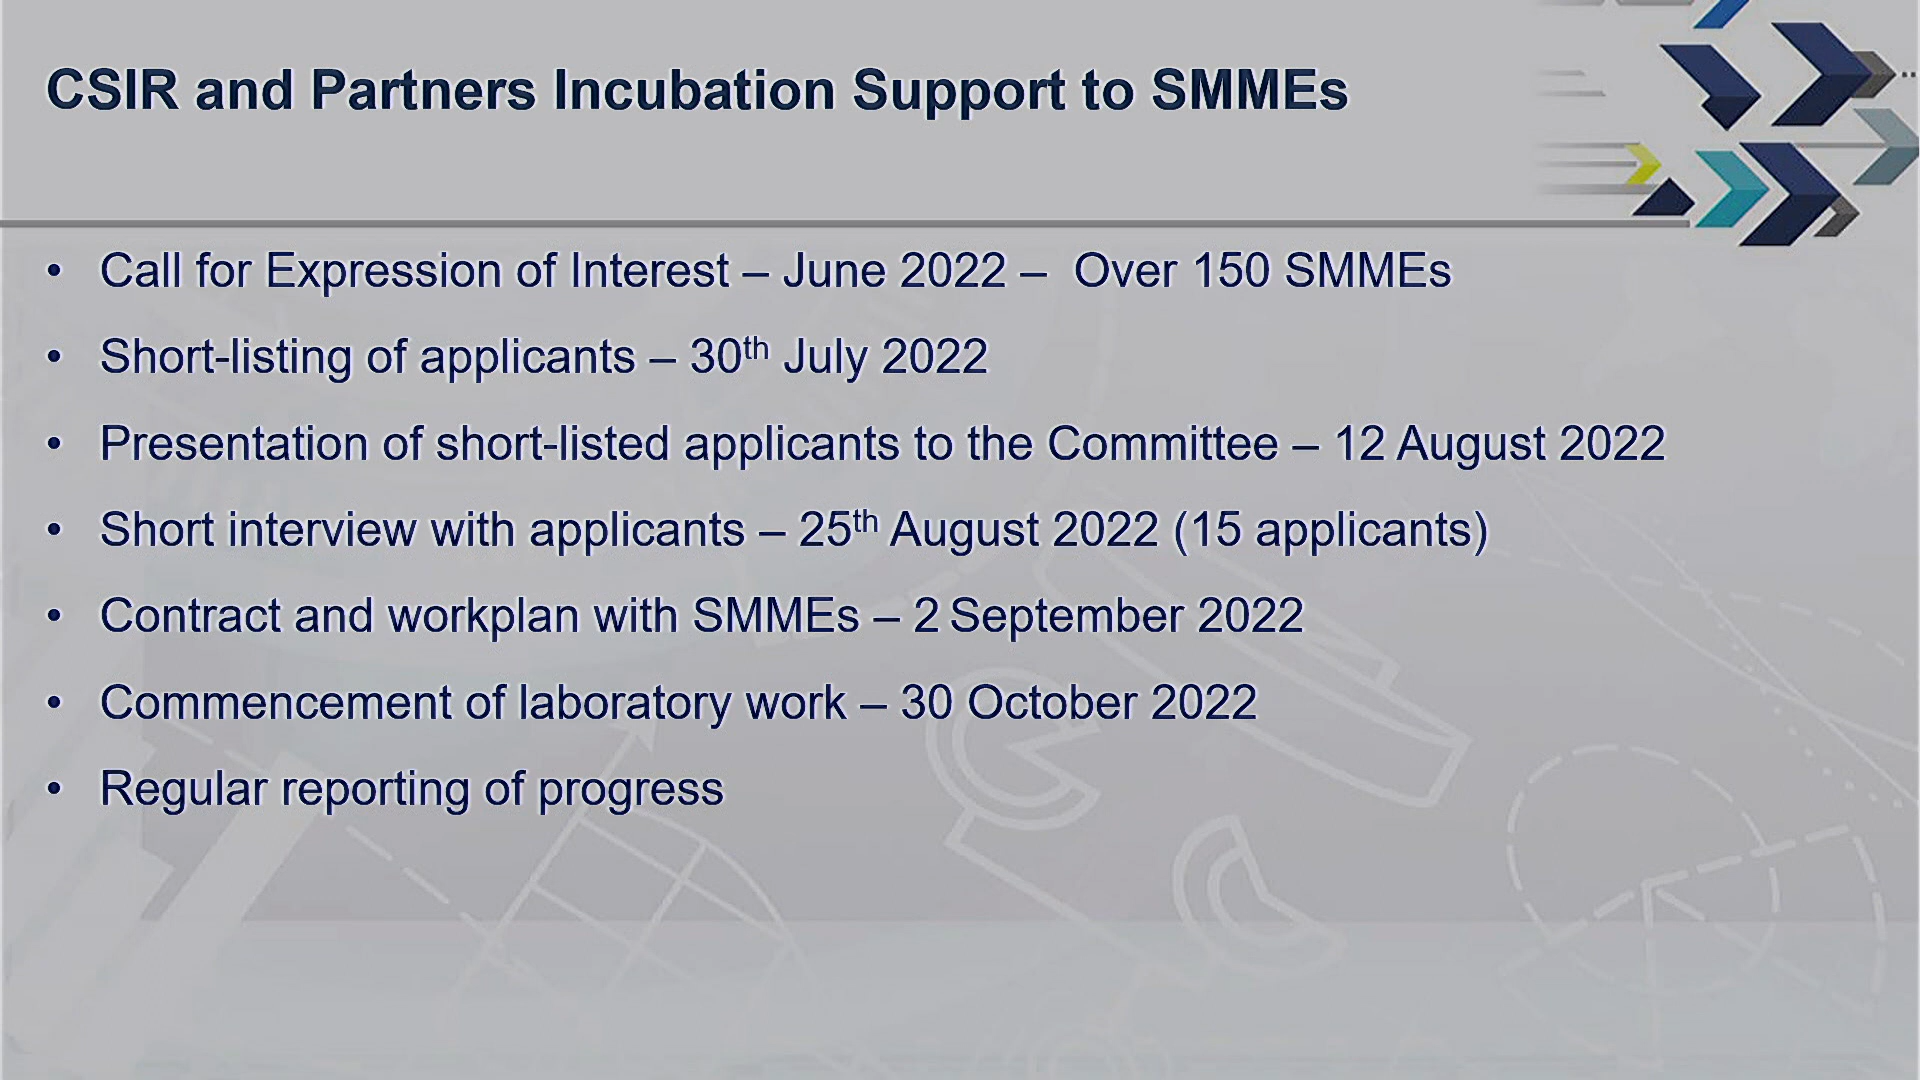 CSIR and Partners Incubation Support to SMMEs
• Call for Expression of Interest – June 2022 – Over 150 SMMEs
• Short-listing of applicants – 30th July 2022
• Presentation of short-listed applicants to the Committee – 12 August 2022
• Short interview with applicants – 25th August 2022 (15 applicants)
• Contract and workplan with SMMEs – 2 September 2022
• Commencement of laboratory work – 30 October 2022
• Regular reporting of progress